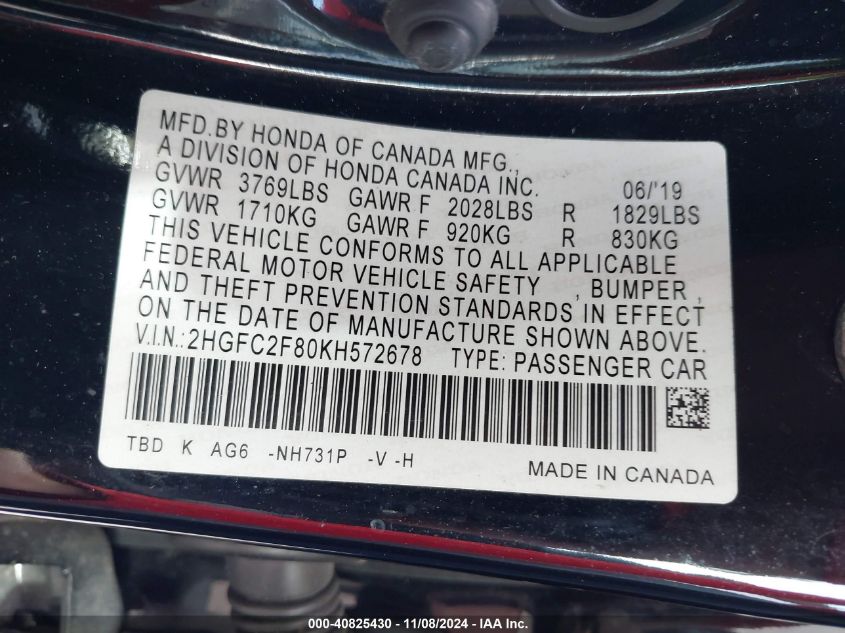 MFD.BY HONDA OF CANADA MFG.,
A DIVISION OF HONDA CANADA INC. 06/'19
GVWR 3769LBS GAWR F 2028LBS R 1829LBS
GVWR 1710KG GAWR F 920KG R 830KG
THIS VEHICLE CONFORMS TO ALL APPLICABLE
FEDERAL MOTOR VEHICLE SAFETY , BUMPER ,
AND THEFT PREVENTION STANDARDS IN EFFECT
ON THE DATE OF MANUFACTURE SHOWN ABOVE.
V.I.N.: 2HGFC2F80KH572678 TYPE: PASSENGER CAR
TBD K AG6 -NH731P -V -H
MADE IN CANADA
000-40825430 - 11/08/2024 - IAA Inc.